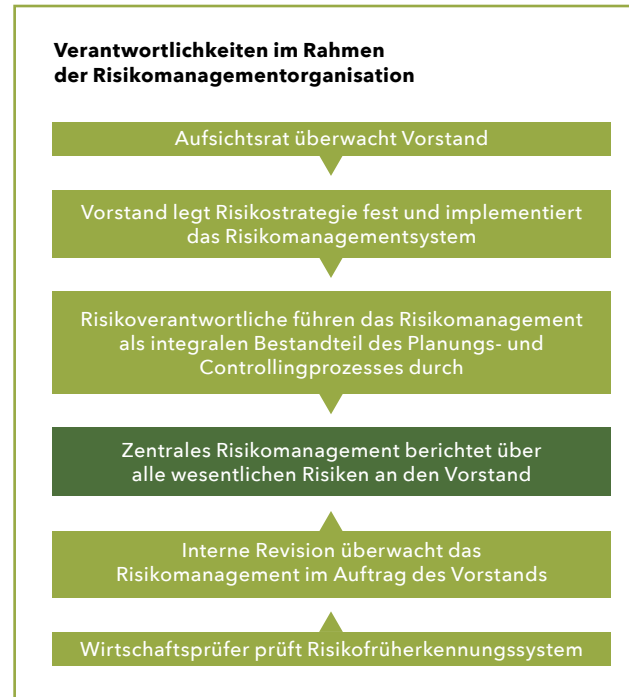 Verantwortlichkeiten im Rahmen
der Risikomanagementorganisation
Aufsichtsrat überwacht Vorstand
Vorstand legt Risikostrategie fest und implementiert
das Risikomanagementsystem
Risikoverantwortliche führen das Risikomanagement
als integralen Bestandteil des Planungs- und
Controllingprozesses durch
Zentrales Risikomanagement berichtet über
alle wesentlichen Risiken an den Vorstand
Interne Revision überwacht das
Risikomanagement im Auftrag des Vorstands
Wirtschaftsprüfer prüft Risikofrüherkennungssystem